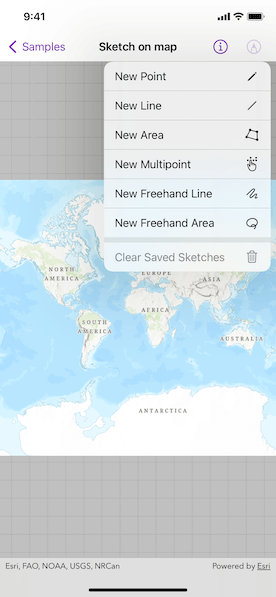 9:41
Samples
Sketch on map
New Point
New Line
New Area
New Multipoint
New Freehand Line
New Freehand Area
Clear Saved Sketches
NORTH
AMERICA
EUROPE
ASIA
AFRICA
SOUTH
AMERICA
AUSTRALIA
ANTARCTICA
Esri, FAO, NOAA, USGS, NRCan
Powered by Esri